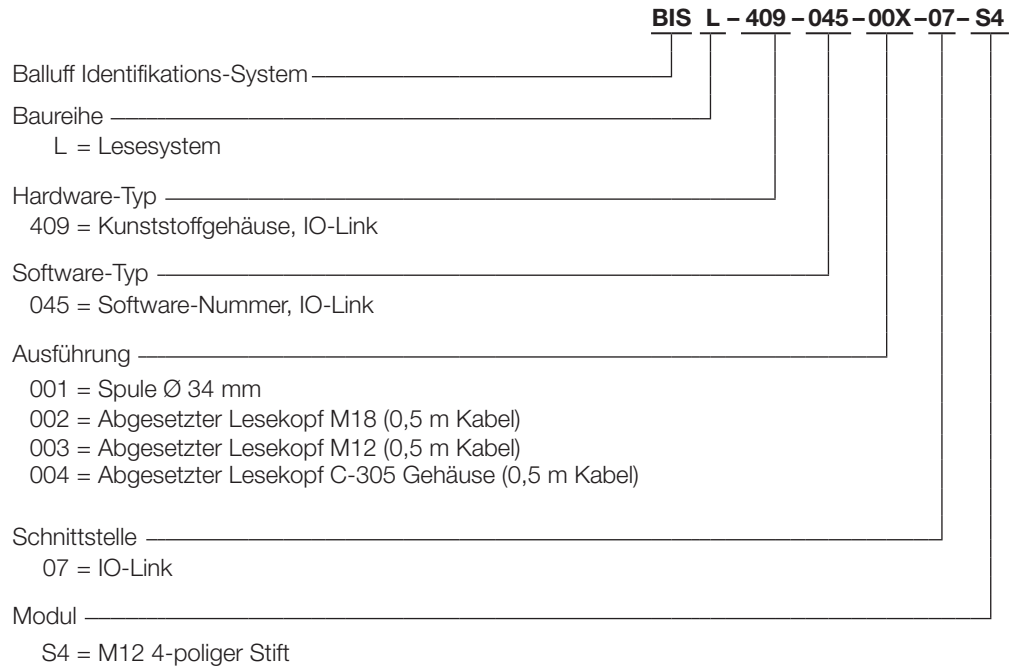 BIS L – 409 – 045 – 00X – 07 – S4
Balluff Identifikations-System
Baureihe
L = Lesesystem
Hardware-Typ
409 = Kunststoffgehäuse, IO-Link
Software-Typ
045 = Software-Nummer, IO-Link
Ausführung
001 = Spule Ø 34 mm
002 = Abgesetzter Lesekopf M18 (0,5 m Kabel)
003 = Abgesetzter Lesekopf M12 (0,5 m Kabel)
004 = Abgesetzter Lesekopf C-305 Gehäuse (0,5 m Kabel)
Schnittstelle
07 = IO-Link
Modul
S4 = M12 4-poliger Stift